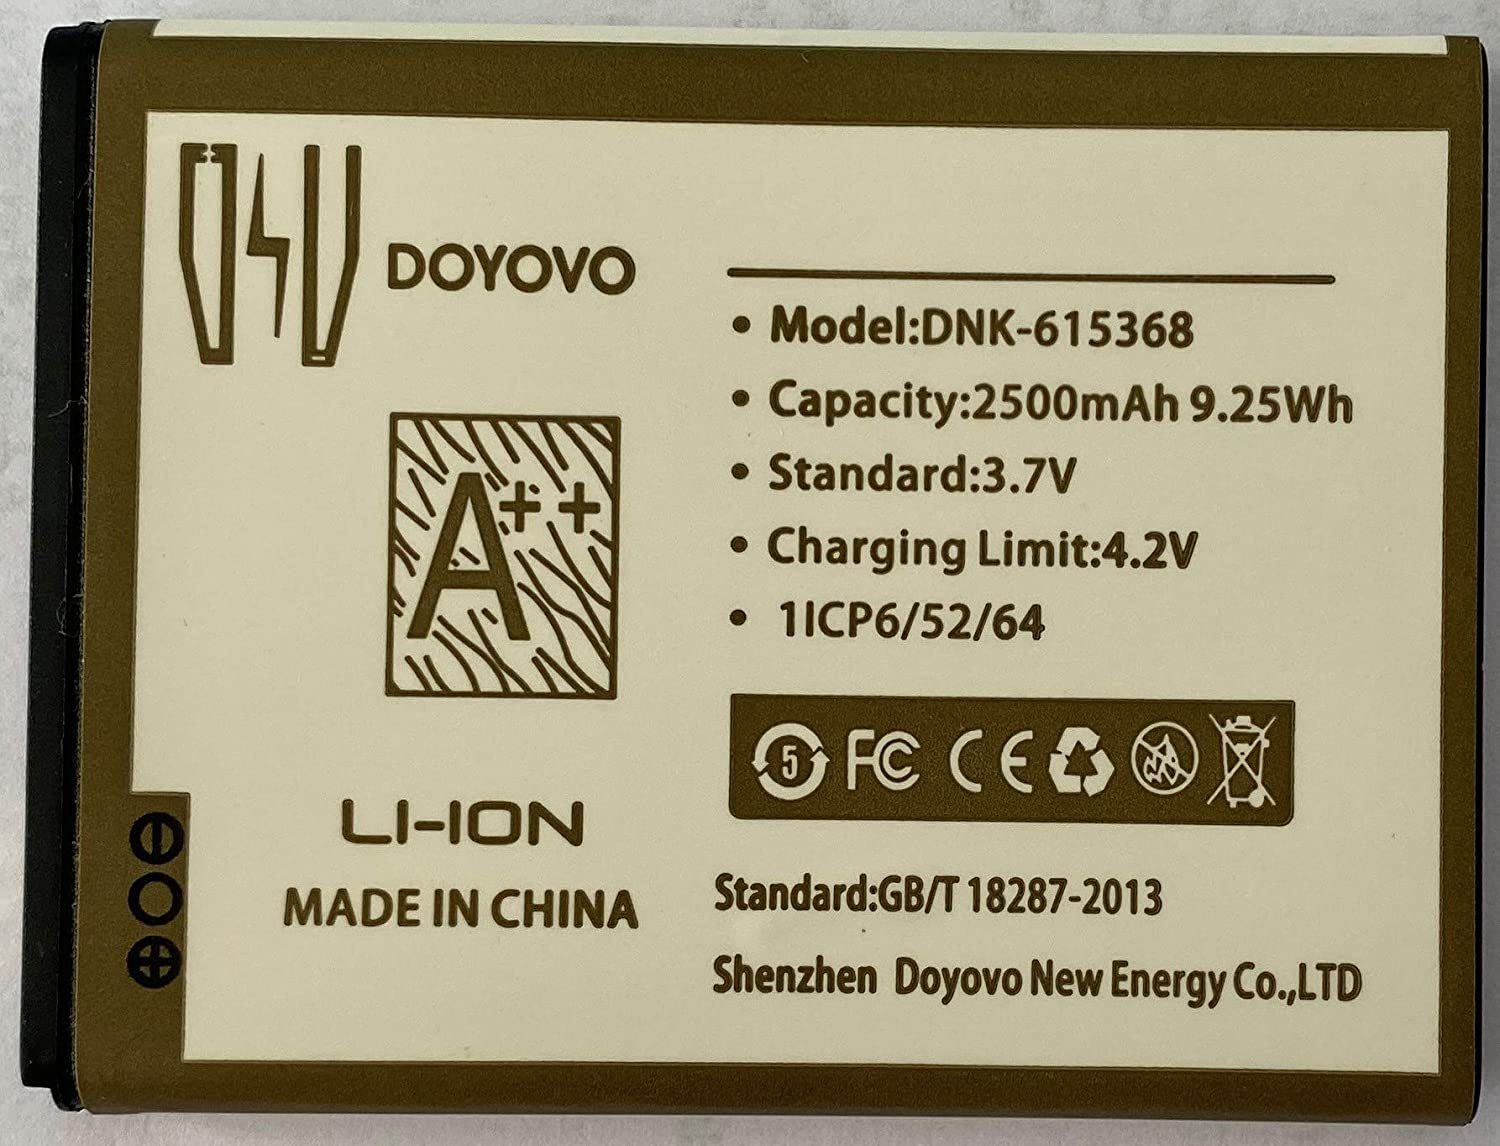 DOYOVO
A++
LI-ION
MADE IN CHINA
• Model:DNK-615368
• Capacity:2500mAh 9.25Wh
• Standard:3.7V
• Charging Limit:4.2V
• 1ICP6/52/64
5 FC CE
Standard:GB/T 18287-2013
Shenzhen Doyovo New Energy Co.,LTD